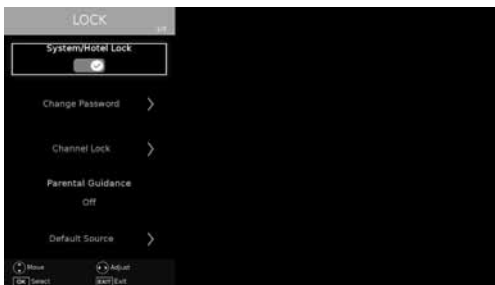 LOCK
System/Hotel Lock
Change Password
Channel Lock
Parental Guidance
Off
Default Source
Move Adjust
OK Select EXIT Exit